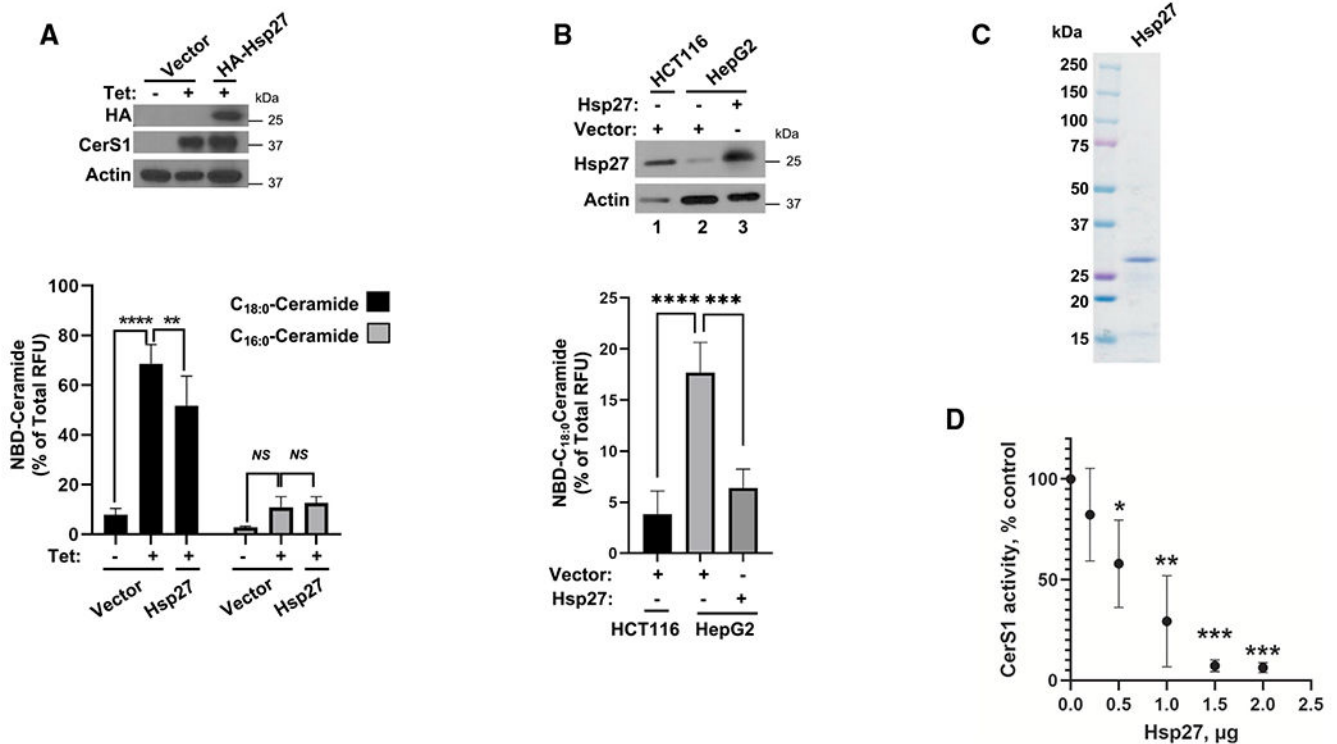 A
Vector
HA-Hsp27
Tet: - + +
kDa
HA
25
CerS1
37
Actin
37
100
80
60
40
20
0
NBD-Ceramide
(% of Total RFU)
C18:0-Ceramide
C16:0-Ceramide
**** **
NS NS
Tet: - + + - + +
Vector Hsp27 Vector Hsp27
B
HCT116
HepG2
Hsp27: - - +
Vector: + + -
kDa
Hsp27
25
Actin
37
1 2 3
25
20
15
10
5
0
NBD-C18:0Ceramide
(% of Total RFU)
**** ***
Vector: + + -
Hsp27: - - +
HCT116 HepG2
C
kDa
Hsp27
250
150
100
75
50
37
25
20
15
D
CerS1 activity, % control
100
50
0
*
**
***
***
0.0 0.5 1.0 1.5 2.0 2.5
Hsp27, μg